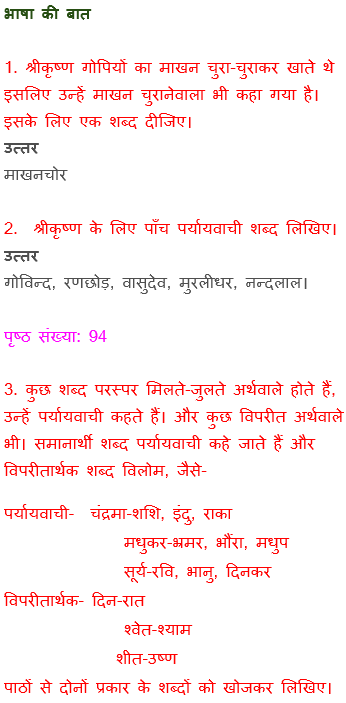 भाषा की बात
1. श्रीकृष्ण गोपियों का माखन चुरा-चुराकर खाते थे
इसलिए उन्हें माखन चुरानेवाला भी कहा गया है।
इसके लिए एक शब्द दीजिए।
उत्तर
माखनचोर
2. श्रीकृष्ण के लिए पाँच पर्यायवाची शब्द लिखिए।
उत्तर
गोविन्द, रणछोड़, वासुदेव, मुरलीधर, नन्दलाल।
पृष्ठ संख्या: 94
3. कुछ शब्द परस्पर मिलते-जुलते अर्थवाले होते हैं,
उन्हें पर्यायवाची कहते हैं। और कुछ विपरीत अर्थवाले
भी। समानार्थी शब्द पर्यायवाची कहे जाते हैं और
विपरीतार्थक शब्द विलोम, जैसे-
पर्यायवाची- चंद्रमा-शशि, इंदु, राका
मधुकर-भ्रमर, भौंरा, मधुप
सूर्य-रवि, भानु, दिनकर
विपरीतार्थक- दिन-रात
श्वेत-श्याम
शीत-उष्ण
पाठों से दोनों प्रकार के शब्दों को खोजकर लिखिए।